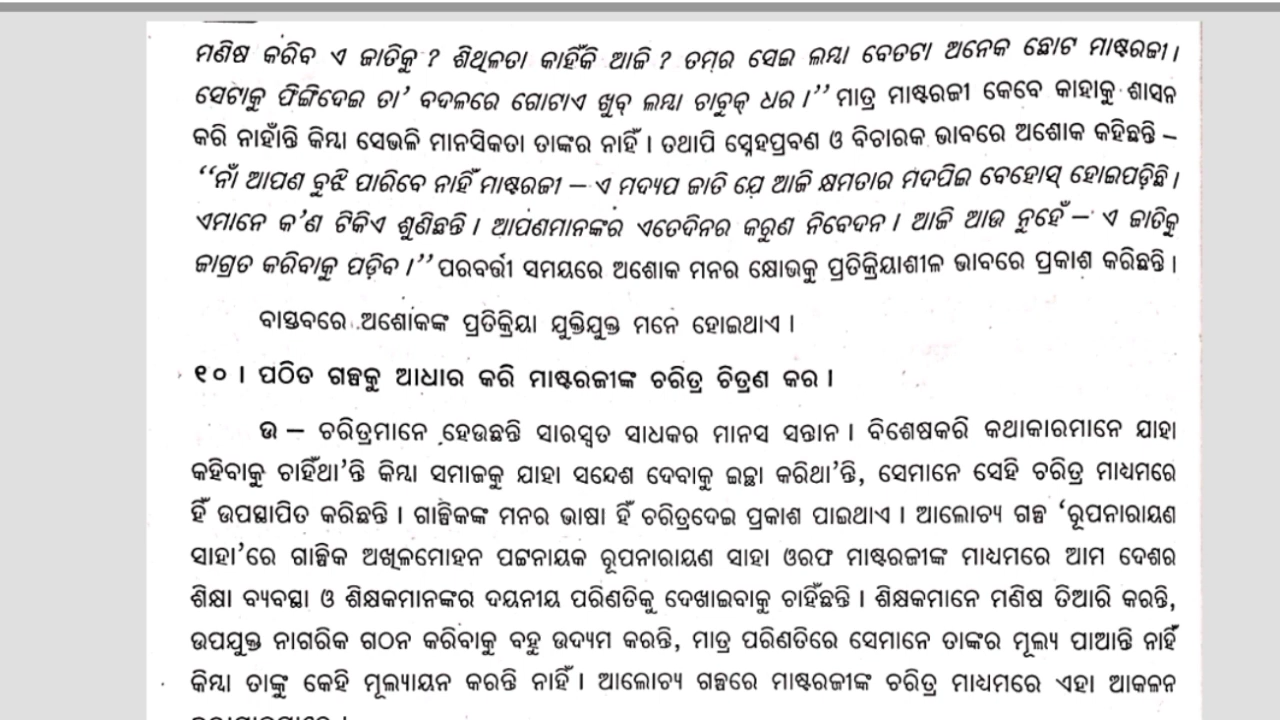 ମଣିଷ କରିବ ଏ ଜାତିକୁ ? ଶିଥିଳତା କାହିଁକି ଆଜି ? ତମର ସେଇ ଲମ୍ବା ବେତଟା ଅନେକ ଛୋଟ ମାଷ୍ଟରଜୀ।
ସେଟାକୁ ଫିଙ୍ଗିଦେଇ ତା' ବଦଳରେ ଗୋଟାଏ ଖୁବ୍ ଲମ୍ବା ଚାବୁକ୍ ଧର।'' ମାତ୍ର ମାଷ୍ଟରଜୀ କେବେ କାହାକୁ ଶାସନ
କରି ନାହାଁନ୍ତି କିମ୍ବା ସେଭଳି ମାନସିକତା ତାଙ୍କର ନାହିଁ। ତଥାପି ସ୍ନେହପ୍ରବଣ ଓ ବିଚାରକ ଭାବରେ ଅଶୋକ କହିଛନ୍ତି –
‘‘ନାଁ ଆପଣ ବୁଝି ପାରିବେ ନାହିଁ ମାଷ୍ଟରଜୀ – ଏ ମଦ୍ୟପ ଜାତି ଯେ ଆଜି କ୍ଷମତାର ମଦପିଇ ବେହୋସ୍ ହୋଇପଡ଼ିଛି।
ଏମାନେ କ'ଣ ଟିକିଏ ଶୁଣିଛନ୍ତି। ଆପଣମାନଙ୍କର ଏତେଦିନର କରୁଣ ନିବେଦନ। ଆଜି ଆଉ ନୁହେଁ – ଏ ଜାତିକୁ
ଜାଗ୍ରତ କରିବାକୁ ପଡ଼ିବ।'' ପରବର୍ତ୍ତୀ ସମୟରେ ଅଶୋକ ମନର କ୍ଷୋଭକୁ ପ୍ରତିକ୍ରିୟାଶୀଳ ଭାବରେ ପ୍ରକାଶ କରିଛନ୍ତି।
ବାସ୍ତବରେ ଅଶୋକଙ୍କ ପ୍ରତିକ୍ରିୟା ଯୁକ୍ତିଯୁକ୍ତ ମନେ ହୋଇଥାଏ।
୧୦। ପଠିତ ଗଳ୍ପକୁ ଆଧାର କରି ମାଷ୍ଟରଜୀଙ୍କ ଚରିତ୍ର ଚିତ୍ରଣ କର।
ଉ – ଚରିତ୍ରମାନେ ହେଉଛନ୍ତି ସାରସ୍ୱତ ସାଧକର ମାନସ ସନ୍ତାନ। ବିଶେଷକରି କଥାକାରମାନେ ଯାହା
କହିବାକୁ ଚାହିଁଥା'ନ୍ତି କିମ୍ବା ସମାଜକୁ ଯାହା ସନ୍ଦେଶ ଦେବାକୁ ଇଚ୍ଛା କରିଥା'ନ୍ତି, ସେମାନେ ସେହି ଚରିତ୍ର ମାଧ୍ୟମରେ
ହିଁ ଉପସ୍ଥାପିତ କରିଛନ୍ତି। ଗାଳ୍ପିକଙ୍କ ମନର ଭାଷା ହିଁ ଚରିତ୍ରଦେଇ ପ୍ରକାଶ ପାଇଥାଏ। ଆଲୋଚ୍ୟ ଗଳ୍ପ ‘ରୂପନାରାୟଣ
ସାହା'ରେ ଗାଳ୍ପିକ ଅଖିଳମୋହନ ପଟ୍ଟନାୟକ ରୂପନାରାୟଣ ସାହା ଓରଫ ମାଷ୍ଟରଜୀଙ୍କ ମାଧ୍ୟମରେ ଆମ ଦେଶର
ଶିକ୍ଷା ବ୍ୟବସ୍ଥା ଓ ଶିକ୍ଷକମାନଙ୍କର ଦୟନୀୟ ପରିଣତିକୁ ଦେଖାଇବାକୁ ଚାହିଁଛନ୍ତି। ଶିକ୍ଷକମାନେ ମଣିଷ ତିଆରି କରନ୍ତି,
ଉପଯୁକ୍ତ ନାଗରିକ ଗଠନ କରିବାକୁ ବହୁ ଉଦ୍ୟମ କରନ୍ତି, ମାତ୍ର ପରିଣତିରେ ସେମାନେ ତାଙ୍କର ମୂଲ୍ୟ ପାଆନ୍ତି ନାହିଁ
କିମ୍ବା ତାଙ୍କୁ କେହି ମୂଲ୍ୟାୟନ କରନ୍ତି ନାହିଁ। ଆଲୋଚ୍ୟ ଗଳ୍ପରେ ମାଷ୍ଟରଜୀଙ୍କ ଚରିତ୍ର ମାଧ୍ୟମରେ ଏହା ଆକଳନ